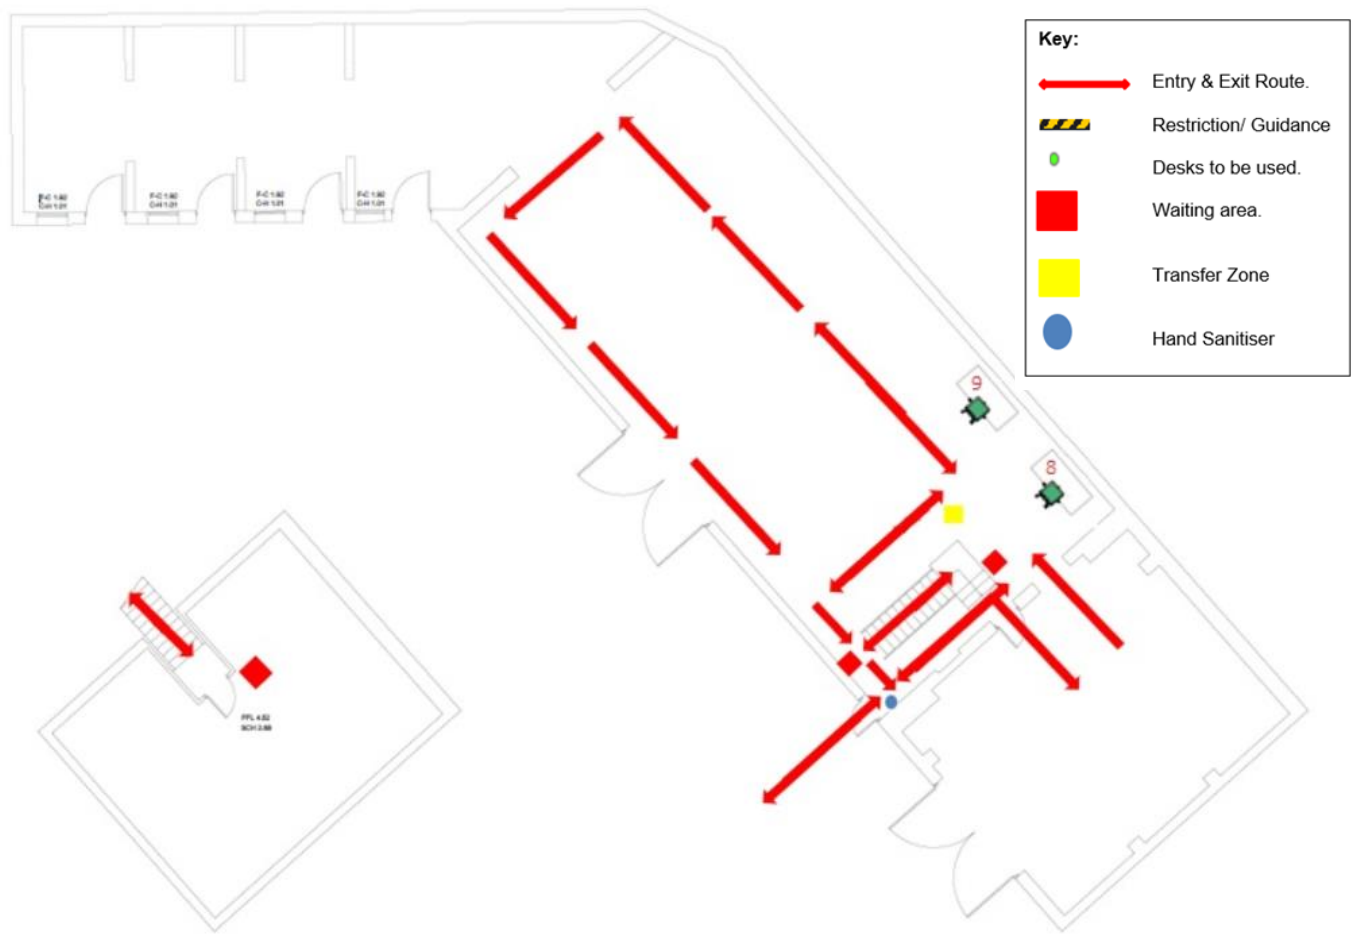 Key:
Entry & Exit Route.
Restriction/ Guidance
Desks to be used.
Waiting area.
Transfer Zone
Hand Sanitiser
9
8